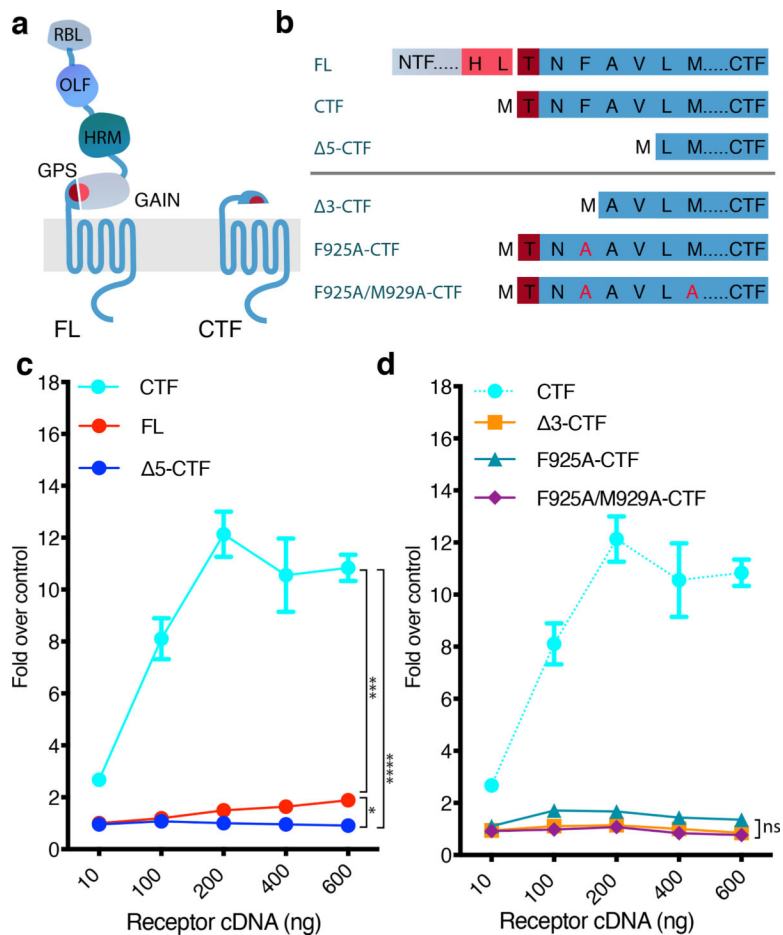 a
RBL
OLF
HRM
GPS
GAIN
FL
CTF
b
FL
NTF..... H L T N F A V L M.....CTF
CTF
M T N F A V L M.....CTF
Δ5-CTF
M L M.....CTF
Δ3-CTF
M A V L M.....CTF
F925A-CTF
M T N A A V L M.....CTF
F925A/M929A-CTF
M T N A A V L A.....CTF
c
18
16
14
12
10
8
6
4
2
0
Fold over control
CTF
FL
Δ5-CTF
***
****
*
10 100 200 400 600
Receptor cDNA (ng)
d
18
16
14
12
10
8
6
4
2
0
Fold over control
CTF
Δ3-CTF
F925A-CTF
F925A/M929A-CTF
ns
10 100 200 400 600
Receptor cDNA (ng)